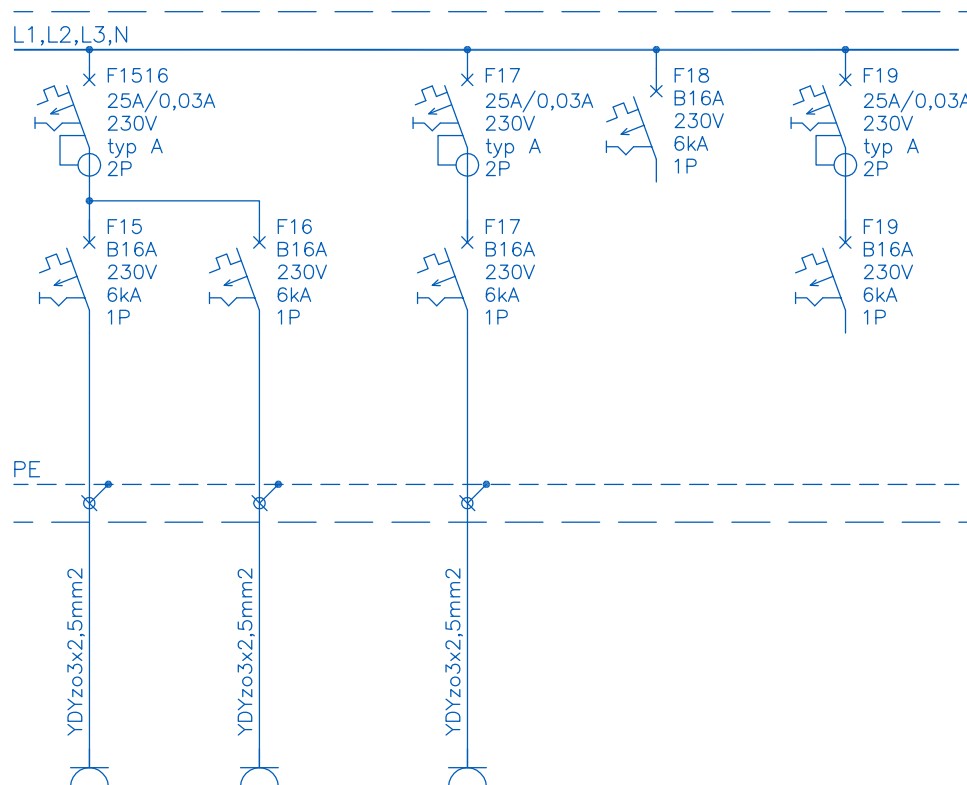 L1,L2,L3,N
F1516
25A/0,03A
230V
typ A
2P
F17
25A/0,03A
230V
typ A
2P
F18
B16A
230V
6kA
1P
F19
25A/0,03A
230V
typ A
2P
F15
B16A
230V
6kA
1P
F16
B16A
230V
6kA
1P
F17
B16A
230V
6kA
1P
F19
B16A
230V
6kA
1P
PE
YDYzo3x2,5mm2
YDYzo3x2,5mm2
YDYzo3x2,5mm2